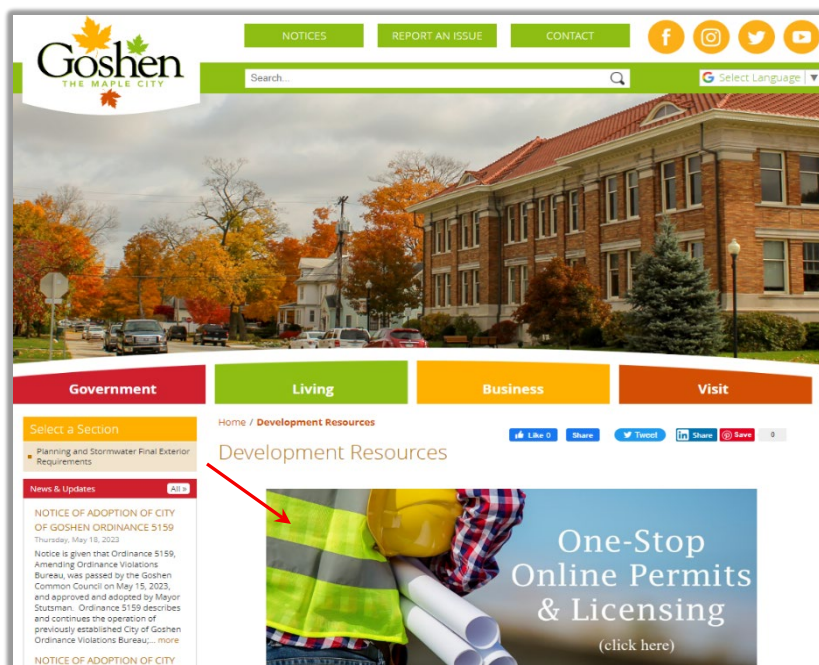 Goshen
THE MAPLE CITY
NOTICES
REPORT AN ISSUE
CONTACT
Search...
G Select Language ▼
Government
Living
Business
Visit
Select a Section
Planning and Stormwater Final Exterior
Requirements
News & Updates
All »
NOTICE OF ADOPTION OF CITY
OF GOSHEN ORDINANCE 5159
Thursday, May 18, 2023
Notice is given that Ordinance 5159,
Amending Ordinance Violations
Bureau, was passed by the Goshen
Common Council on May 15, 2023,
and approved and adopted by Mayor
Stutsman. Ordinance 5159 describes
and continues the operation of
previously established City of Goshen
Ordinance Violations Bureau;... more
NOTICE OF ADOPTION OF CITY
Home / Development Resources
Like 0
Share
Tweet
in Share
Save
0
Development Resources
One-Stop
Online Permits
& Licensing
(click here)